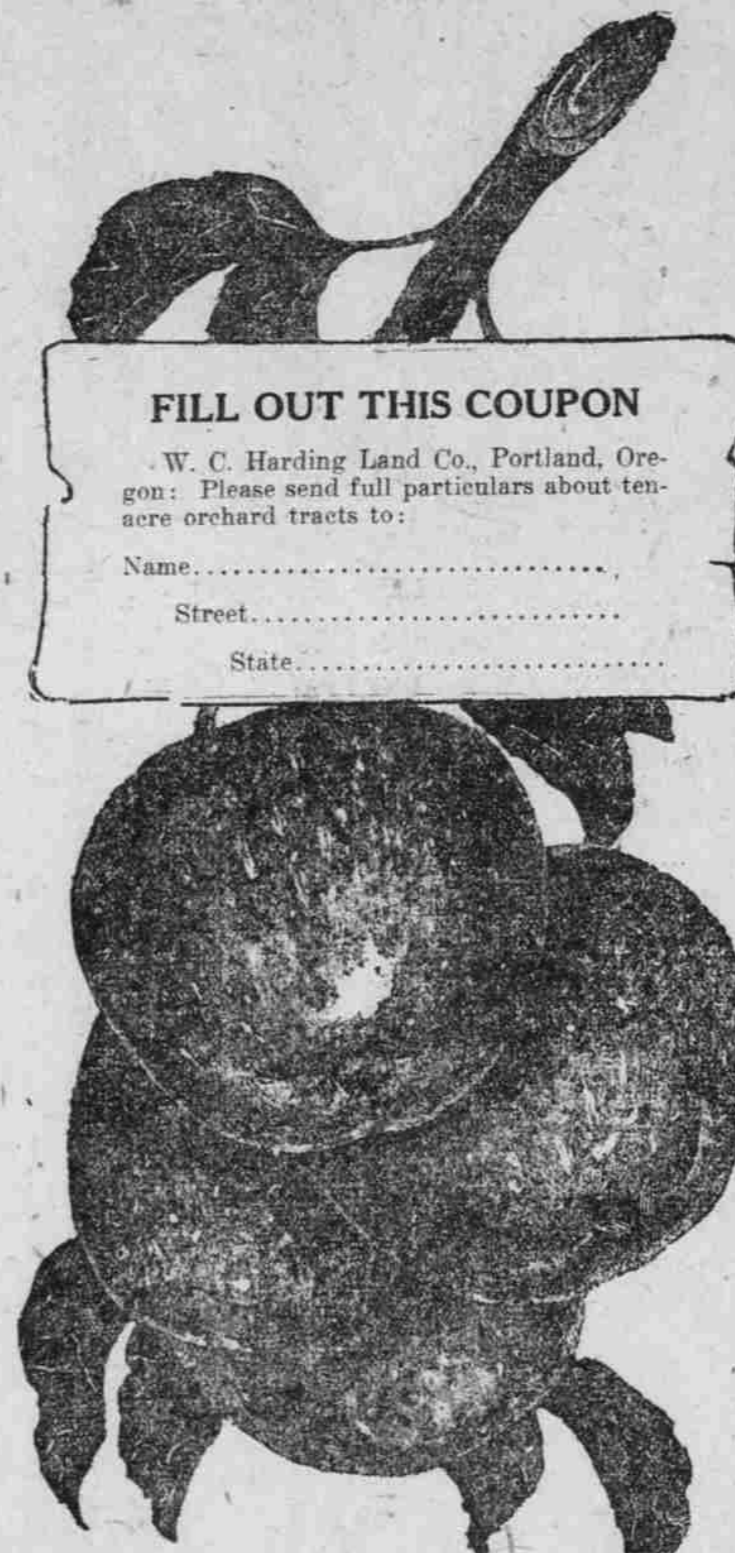 FILL OUT THIS COUPON
W. C. Harding Land Co., Portland, Ore-
gon: Please send full particulars about ten-
acre orchard tracts to:
Name..............................
Street............................
State............................